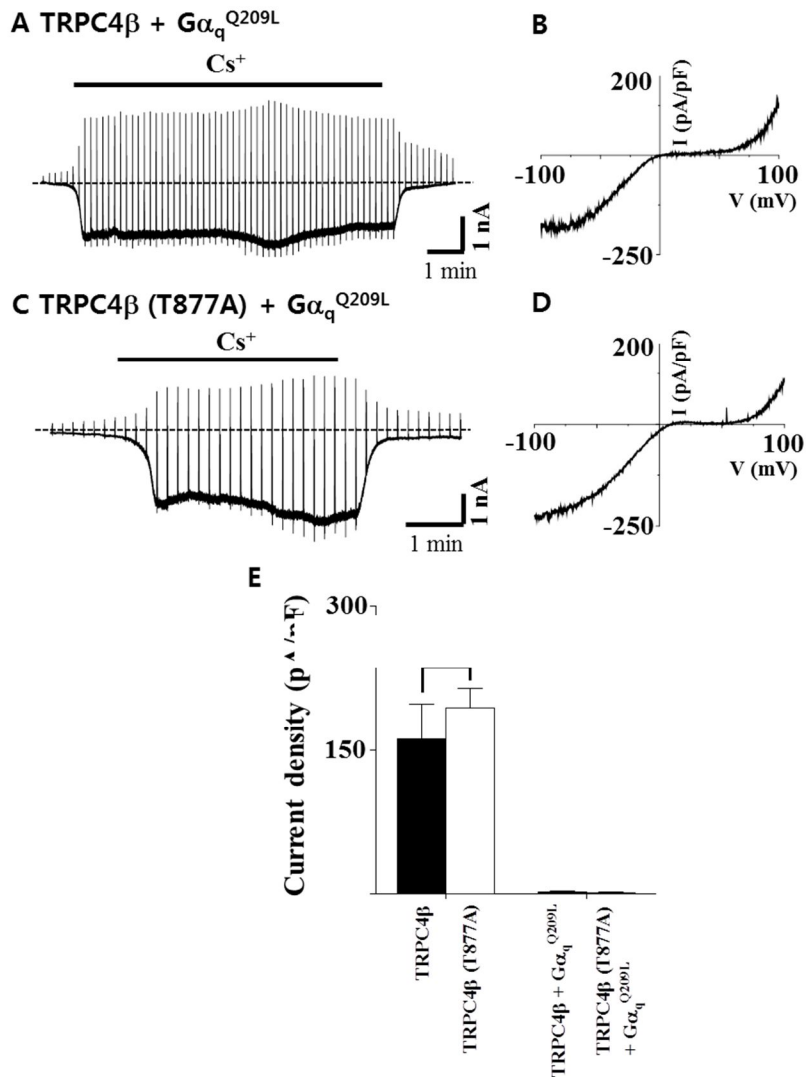 A TRPC4β + Gαq^Q209L
Cs⁺
1 nA
1 min
B
200
I (pA/pF)
-100
100
V (mV)
-250
C TRPC4β (T877A) + Gαq^Q209L
Cs⁺
1 nA
1 min
D
200
I (pA/pF)
-100
100
V (mV)
-250
E
300
150
Current density
TRPC4β
TRPC4β (T877A)
TRPC4β + Gαq^Q209L
TRPC4β (T877A)
+ Gαq^Q209L